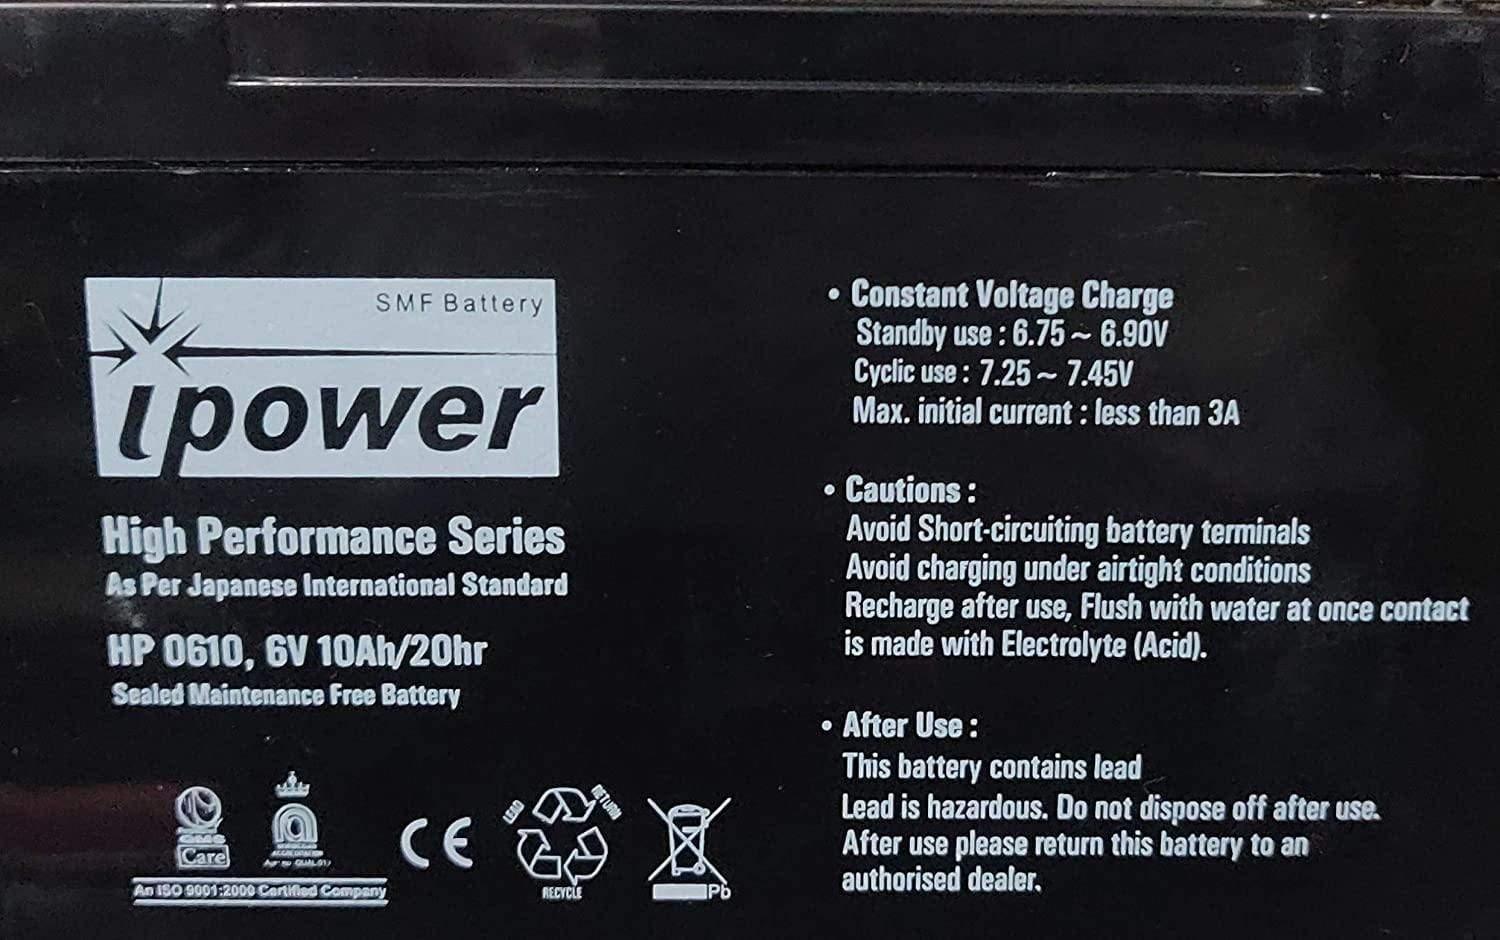 SMF Battery
ipower
High Performance Series
As Per Japanese International Standard
HP 0610, 6V 10Ah/20hr
Sealed Maintenance Free Battery
Care
An ISO 9001:2000 Certified Company
CE
LEAD
RETURN
RECYCLE
Pb
• Constant Voltage Charge
Standby use : 6.75 ~ 6.90V
Cyclic use : 7.25 ~ 7.45V
Max. initial current : less than 3A
• Cautions :
Avoid Short-circuiting battery terminals
Avoid charging under airtight conditions
Recharge after use, Flush with water at once contact
is made with Electrolyte (Acid).
• After Use :
This battery contains lead
Lead is hazardous. Do not dispose off after use.
After use please return this battery to an
authorised dealer.